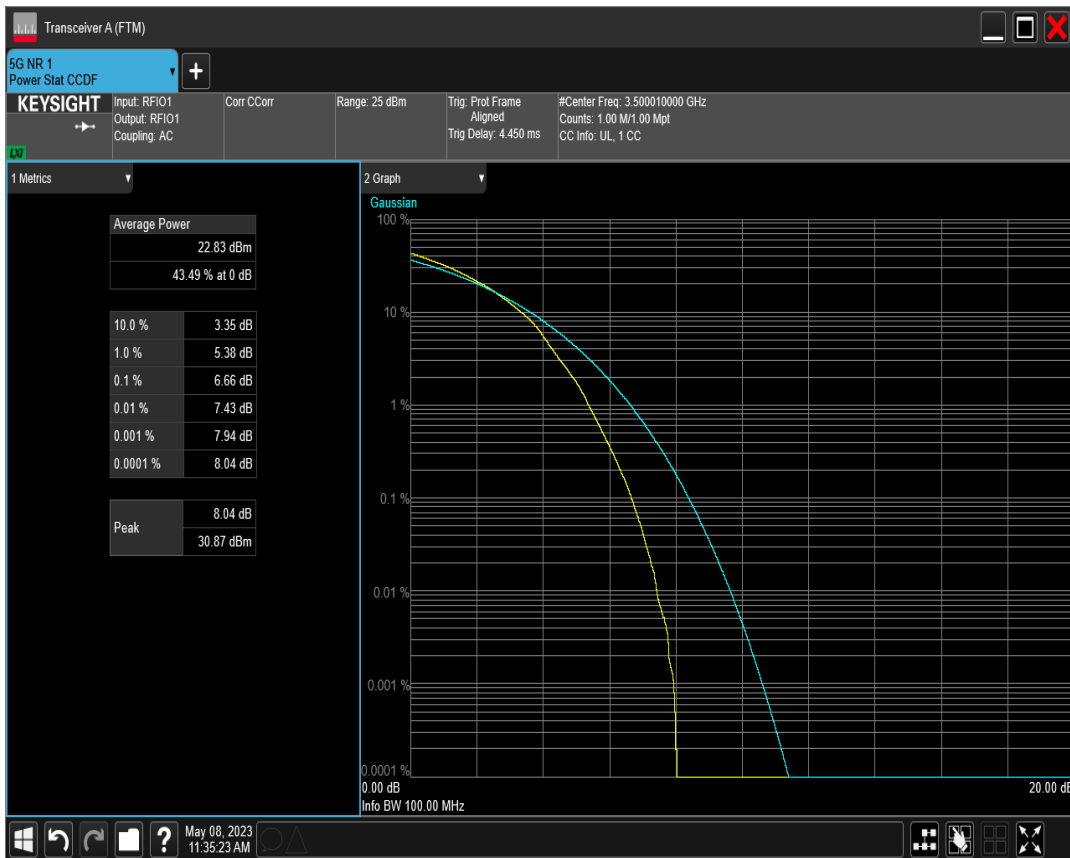 Transceiver A (FTM)
5G NR 1
Power Stat CCDF
+
KEYSIGHT
LXI
Input: RFIO1
Output: RFIO1
Coupling: AC
Corr CCorr
Range: 25 dBm
Trig: Prot Frame
Aligned
Trig Delay: 4.450 ms
#Center Freq: 3.500010000 GHz
Counts: 1.00 M/1.00 Mpt
CC Info: UL, 1 CC
1 Metrics
Average Power
22.83 dBm
43.49 % at 0 dB
10.0 % 3.35 dB
1.0 % 5.38 dB
0.1 % 6.66 dB
0.01 % 7.43 dB
0.001 % 7.94 dB
0.0001 % 8.04 dB
Peak
8.04 dB
30.87 dBm
2 Graph
Gaussian
100 %
10 %
1 %
0.1 %
0.01 %
0.001 %
0.0001 %
0.00 dB 20.00 dB
Info BW 100.00 MHz
?
May 08, 2023
11:35:23 AM